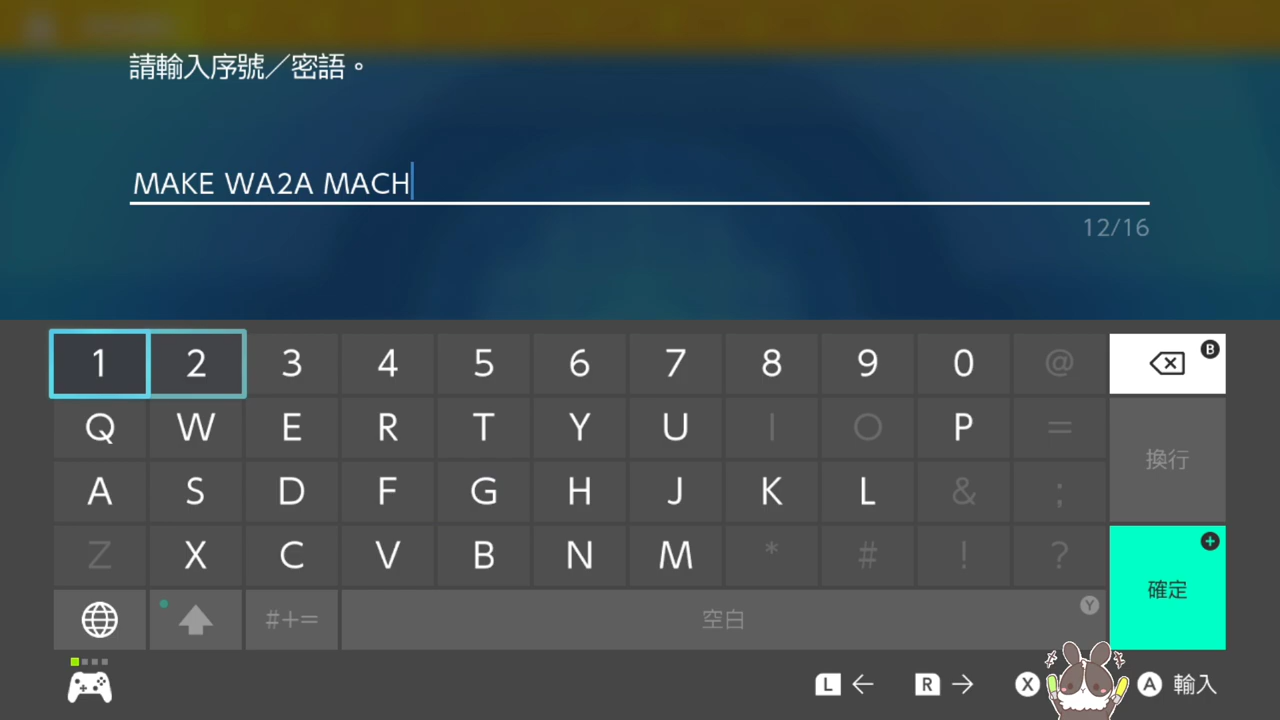 請輸入序號／密語。
MAKE WA2A MACH
12/16
1 2 3 4 5 6 7 8 9 0 @ B
Q W E R T Y U I O P = 換行
A S D F G H J K L & ;
Z X C V B N M * # ! ? 確定 +
#+= 空白 Y
L ← R → X A 輸入